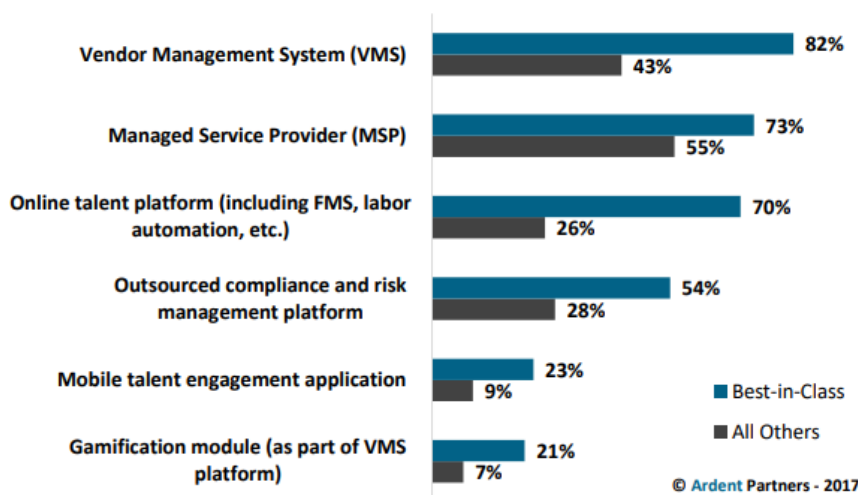 Vendor Management System (VMS)
82%
43%
Managed Service Provider (MSP)
73%
55%
Online talent platform (including FMS, labor
automation, etc.)
70%
26%
Outsourced compliance and risk
management platform
54%
28%
Mobile talent engagement application
23%
9%
Gamification module (as part of VMS
platform)
21%
7%
Best-in-Class
All Others
© Ardent Partners - 2017